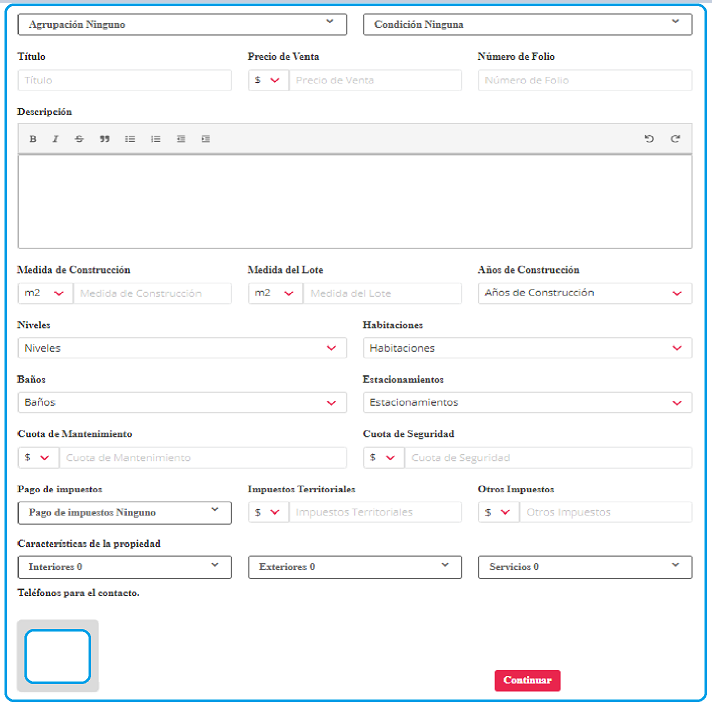 Agrupación Ninguno Condición Ninguna
Título Precio de Venta Número de Folio
Título $ Precio de Venta Número de Folio
Descripción
B I S
Medida de Construcción Medida del Lote Años de Construcción
m2 Medida de Construcción m2 Medida del Lote Años de Construcción
Niveles Habitaciones
Niveles Habitaciones
Baños Estacionamientos
Baños Estacionamientos
Cuota de Mantenimiento Cuota de Seguridad
$ Cuota de Mantenimiento $ Cuota de Seguridad
Pago de impuestos Impuestos Territoriales Otros Impuestos
Pago de impuestos Ninguno $ Impuestos Territoriales $ Otros Impuestos
Características de la propiedad
Interiores 0 Exteriores 0 Servicios 0
Teléfonos para el contacto.
Continuar